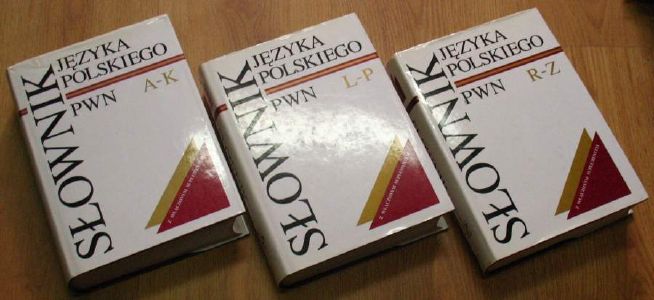 SŁOWNIK
JĘZYKA
POLSKIEGO
PWN
A-K
SŁOWNIK
JĘZYKA
POLSKIEGO
PWN
L-P
SŁOWNIK
JĘZYKA
POLSKIEGO
PWN
R-Z